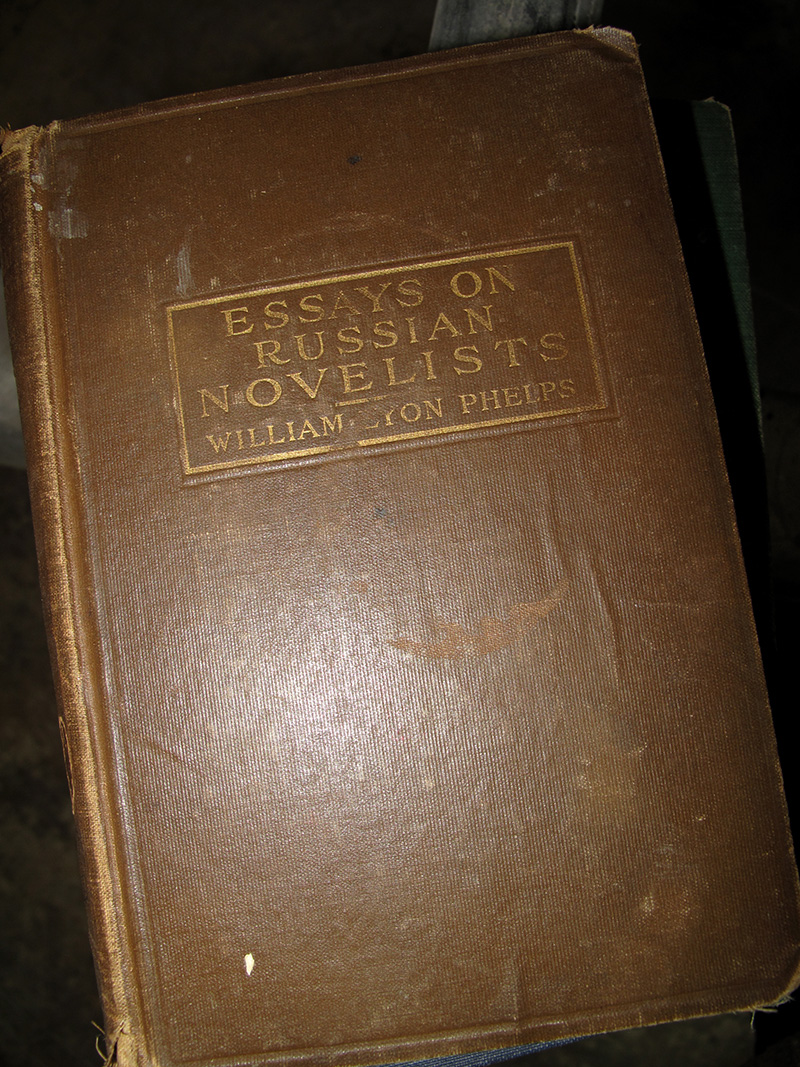 ESSAYS ON
RUSSIAN
NOVELISTS
WILLIAM LYON PHELPS